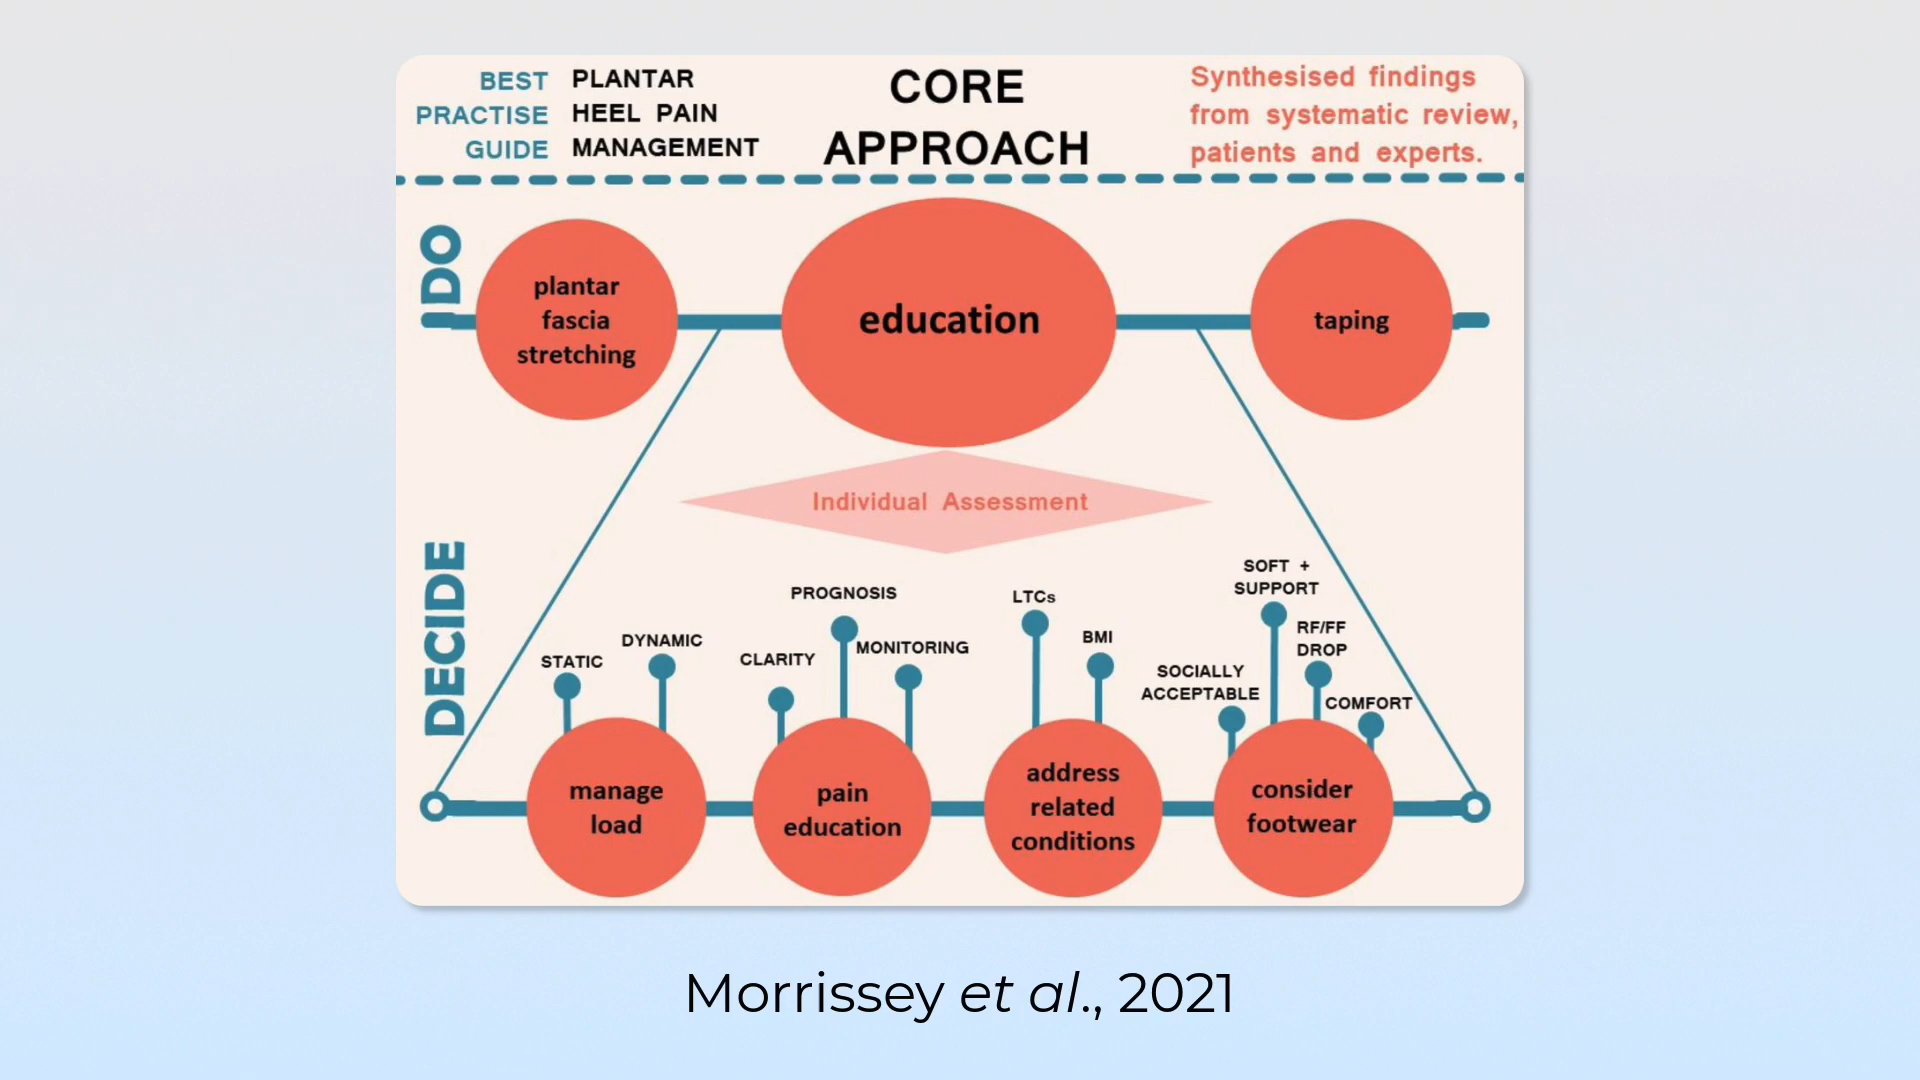 BEST
PRACTISE
GUIDE
PLANTAR
HEEL PAIN
MANAGEMENT
CORE
APPROACH
Synthesised findings
from systematic review,
patients and experts.
DO
plantar
fascia
stretching
education
taping
Individual Assessment
DECIDE
STATIC
DYNAMIC
CLARITY
PROGNOSIS
MONITORING
LTCs
BMI
SOCIALLY
ACCEPTABLE
SOFT +
SUPPORT
RF/FF
DROP
COMFORT
manage
load
pain
education
address
related
conditions
consider
footwear
Morrissey et al., 2021